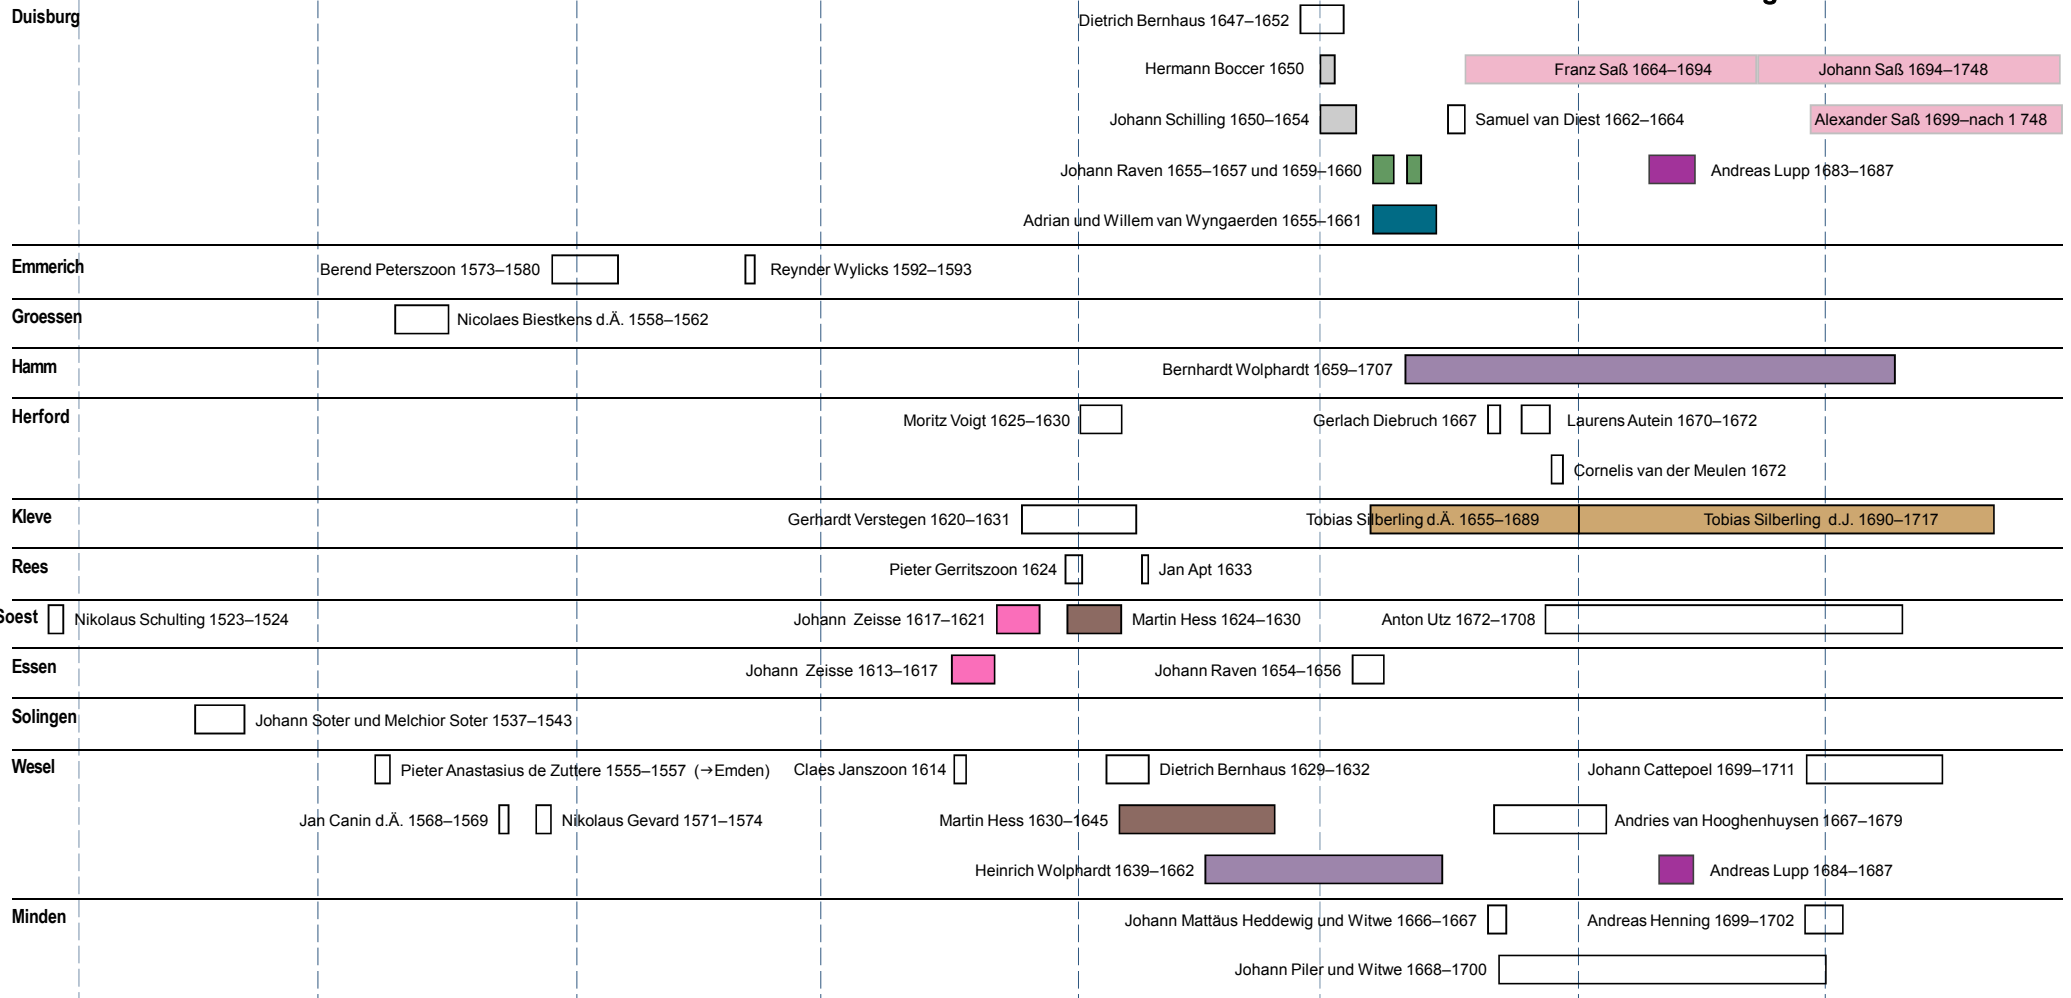 Duisburg
Dietrich Bernhaus 1647–1652
Hermann Boccer 1650
Franz Saß 1664–1694
Johann Saß 1694–1748
Johann Schilling 1650–1654
Samuel van Diest 1662–1664
Alexander Saß 1699–nach 1 748
Johann Raven 1655–1657 und 1659–1660
Andreas Lupp 1683–1687
Adrian und Willem van Wyngaerden 1655–1661
Emmerich
Berend Peterszoon 1573–1580
Reynder Wylicks 1592–1593
Groessen
Nicolaes Biestkens d.Ä. 1558–1562
Hamm
Bernhardt Wolphardt 1659–1707
Herford
Moritz Voigt 1625–1630
Gerlach Diebruch 1667
Laurens Autein 1670–1672
Cornelis van der Meulen 1672
Kleve
Gerhardt Verstegen 1620–1631
Tobias Silberling d.Ä. 1655–1689
Tobias Silberling d.J. 1690–1717
Rees
Pieter Gerritszoon 1624
Jan Apt 1633
Soest
Nikolaus Schulting 1523–1524
Johann Zeisse 1617–1621
Martin Hess 1624–1630
Anton Utz 1672–1708
Essen
Johann Zeisse 1613–1617
Johann Raven 1654–1656
Solingen
Johann Soter und Melchior Soter 1537–1543
Wesel
Pieter Anastasius de Zuttere 1555–1557 (→Emden)
Claes Janszoon 1614
Dietrich Bernhaus 1629–1632
Johann Cattepoel 1699–1711
Jan Canin d.Ä. 1568–1569
Nikolaus Gevard 1571–1574
Martin Hess 1630–1645
Andries van Hooghenhuysen 1667–1679
Heinrich Wolphardt 1639–1662
Andreas Lupp 1684–1687
Minden
Johann Mattäus Heddewig und Witwe 1666–1667
Andreas Henning 1699–1702
Johann Piler und Witwe 1668–1700